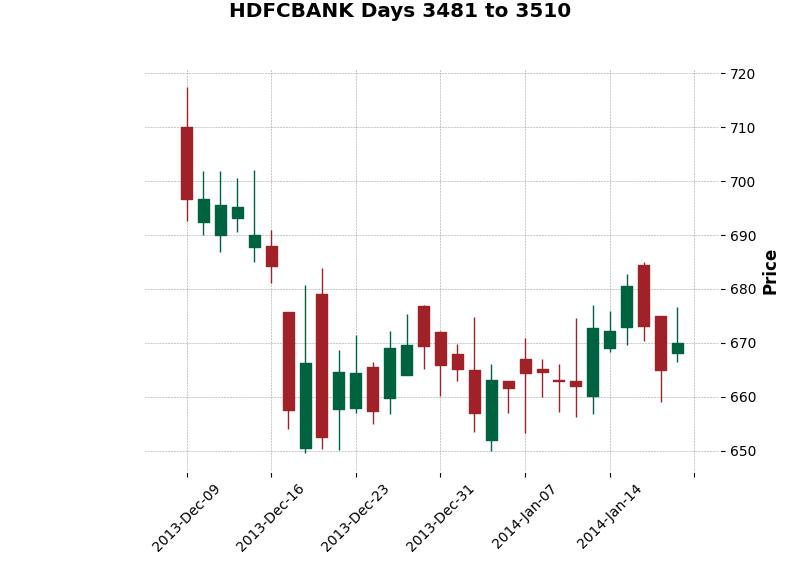 HDFCBANK Days 3481 to 3510
720
710
700
690
680
670
660
650
Price
2013-Dec-09
2013-Dec-16
2013-Dec-23
2013-Dec-31
2014-Jan-07
2014-Jan-14